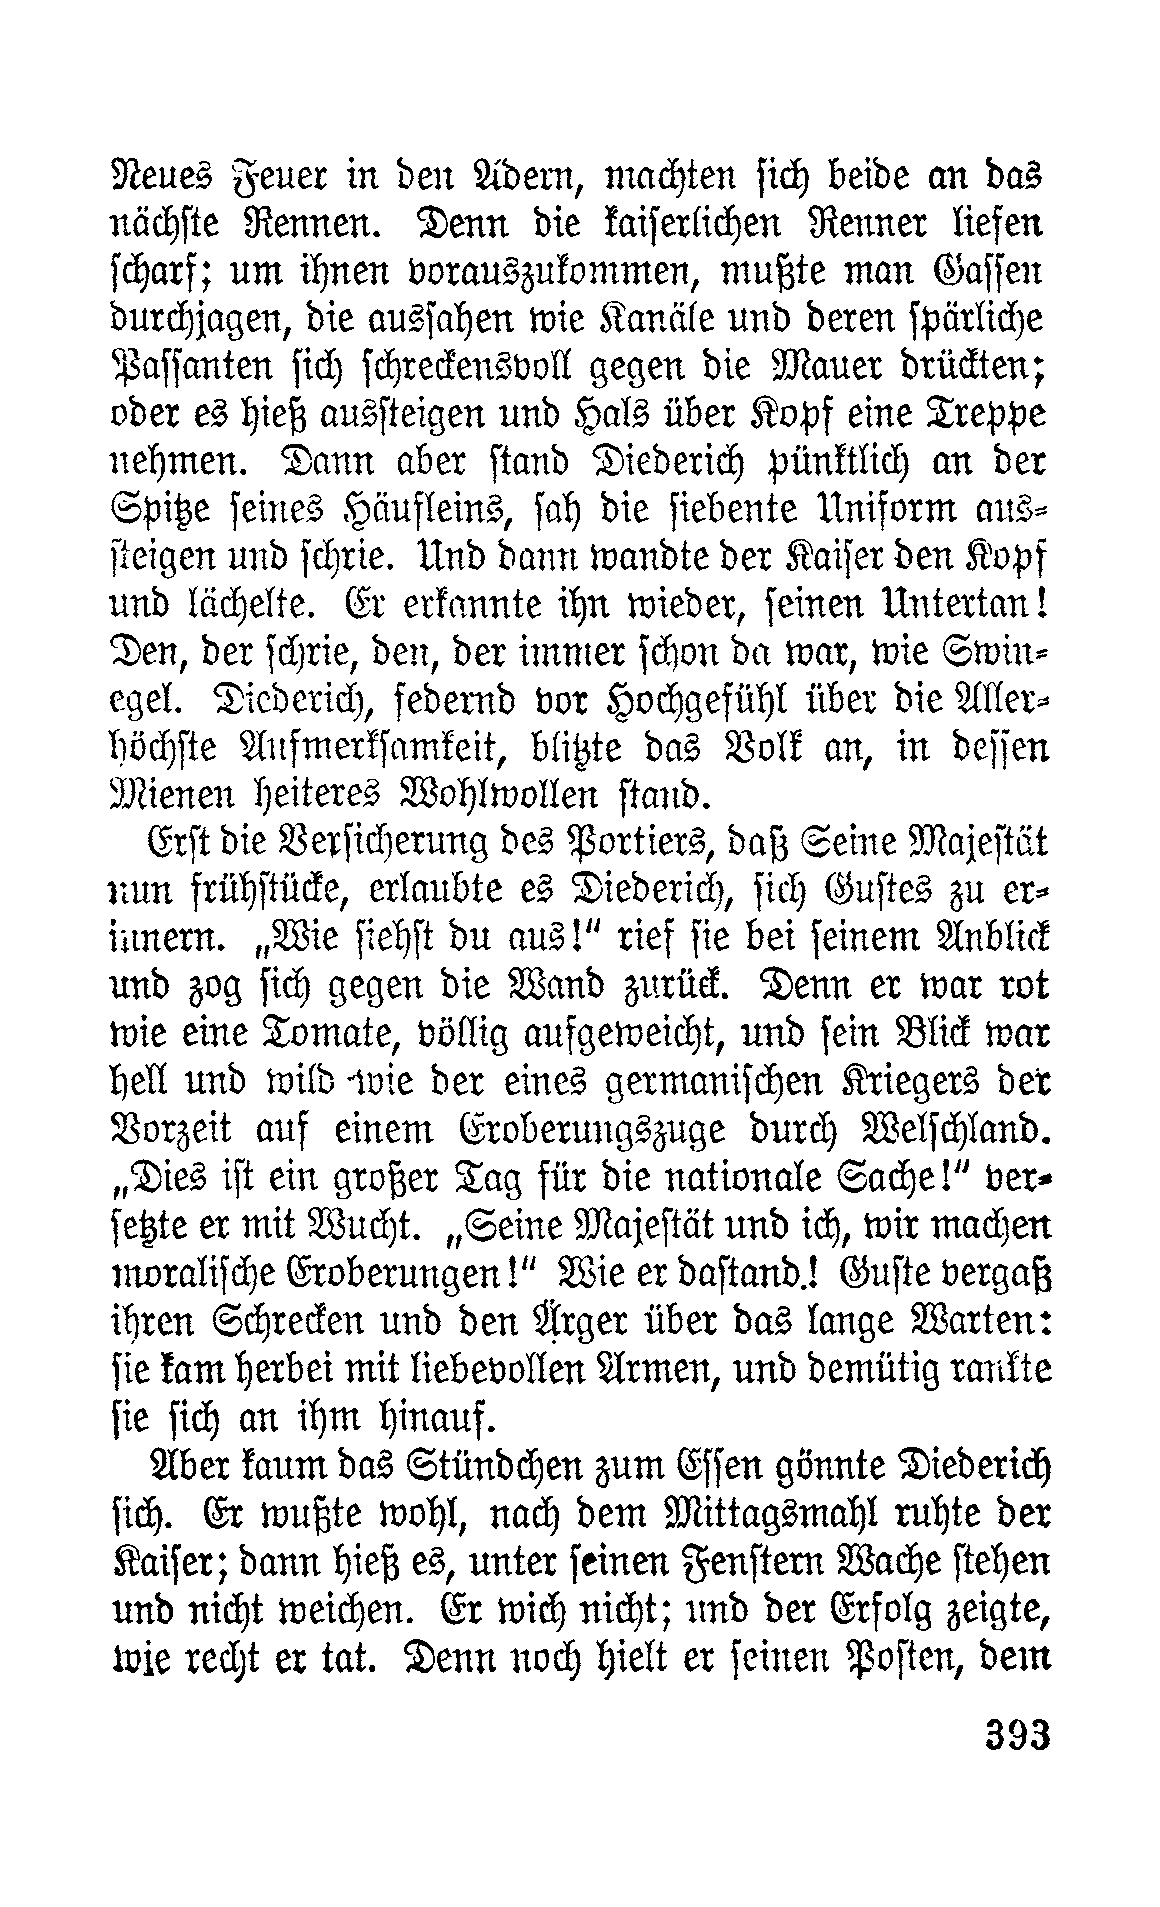 Neues Feuer in den Adern, machten ſich beide an das
nächſte Rennen. Denn die kaiſerlichen Renner liefen
ſcharf; um ihnen vorauszukommen, mußte man Gaſſen
durchjagen, die ausſahen wie Kanäle und deren ſpärliche
Paſſanten ſich ſchreckensvoll gegen die Mauer drückten;
oder es hieß ausſteigen und Hals über Kopf eine Treppe
nehmen. Dann aber ſtand Diederich pünktlich an der
Spitze ſeines Häufleins, ſah die ſiebente Uniform aus-
ſteigen und ſchrie. Und dann wandte der Kaiſer den Kopf
und lächelte. Er erkannte ihn wieder, ſeinen Untertan!
Den, der ſchrie, den, der immer ſchon da war, wie Swin-
egel. Diederich, federnd vor Hochgefühl über die Aller-
höchſte Aufmerkſamkeit, blitzte das Volk an, in deſſen
Mienen heiteres Wohlwollen ſtand.
Erſt die Verſicherung des Portiers, daß Seine Majeſtät
nun frühſtücke, erlaubte es Diederich, ſich Guſtes zu er-
innern. „Wie ſiehſt du aus!“ rief ſie bei ſeinem Anblick
und zog ſich gegen die Wand zurück. Denn er war rot
wie eine Tomate, völlig aufgeweicht, und ſein Blick war
hell und wild wie der eines germaniſchen Kriegers der
Vorzeit auf einem Eroberungszuge durch Welſchland.
„Dies iſt ein großer Tag für die nationale Sache!“ ver-
ſetzte er mit Wucht. „Seine Majeſtät und ich, wir machen
moraliſche Eroberungen!“ Wie er daſtand! Guſte vergaß
ihren Schrecken und den Ärger über das lange Warten:
ſie kam herbei mit liebevollen Armen, und demütig rankte
ſie ſich an ihm hinauf.
Aber kaum das Stündchen zum Eſſen gönnte Diederich
ſich. Er wußte wohl, nach dem Mittagsmahl ruhte der
Kaiſer; dann hieß es, unter ſeinen Fenſtern Wache ſtehen
und nicht weichen. Er wich nicht; und der Erfolg zeigte,
wie recht er tat. Denn noch hielt er ſeinen Poſten, dem
393